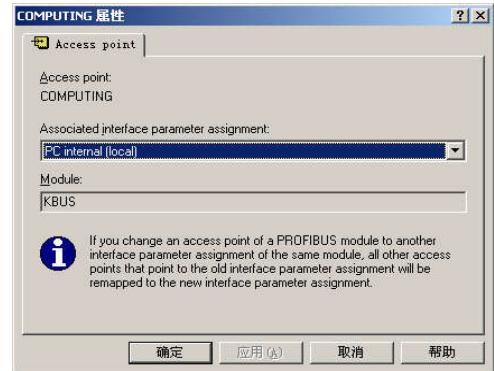 COMPUTING 属性
Access point
Access point:
COMPUTING
Associated interface parameter assignment:
PC internal (local)
Module:
KBUS
If you change an access point of a PROFIBUS module to another
interface parameter assignment of the same module, all other access
points that point to the old interface parameter assignment will be
remapped to the new interface parameter assignment.
确定 应用(A) 取消 帮助